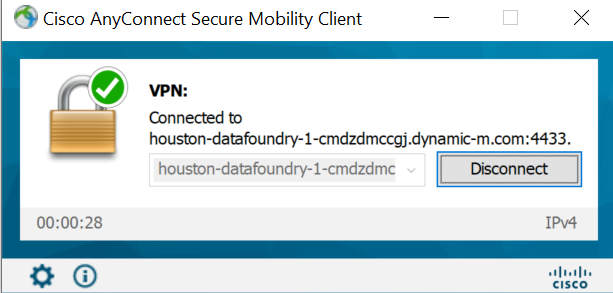 Cisco AnyConnect Secure Mobility Client
VPN:
Connected to
houston-datafoundry-1-cmdzdmccgj.dynamic-m.com:4433.
houston-datafoundry-1-cmdzdmc
Disconnect
00:00:28
IPv4
CISCO